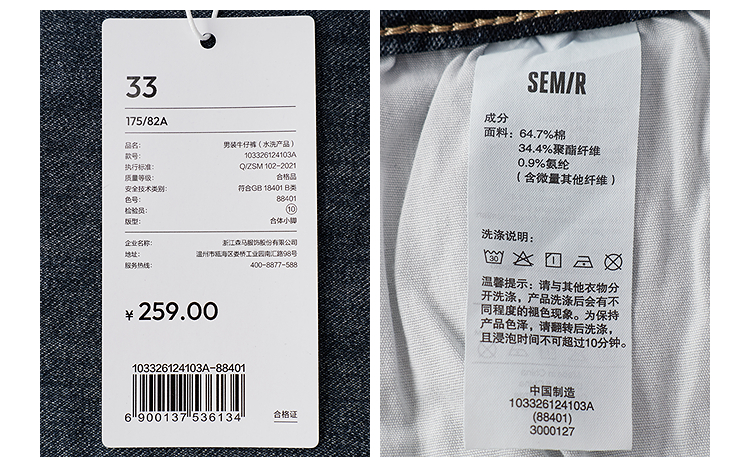 33
175/82A
品名: 男装牛仔裤（水洗产品）
款号: 103326124103A
执行标准: Q/ZSM 102-2021
质量等级: 合格品
安全技术类别: 符合GB 18401 B类
色号: 88401
检验员: ⑩
版型: 合体小脚
企业名称: 浙江森马服饰股份有限公司
地址: 温州市瓯海区娄桥工业园南汇路98号
服务热线: 400-8877-588
¥ 259.00
103326124103A-88401
6 900137 536134
合格证
SEMIR
成分
面料: 64.7%棉
34.4%聚酯纤维
0.9%氨纶
（含微量其他纤维）
洗涤说明:
30
温馨提示: 请与其他衣物分
开洗涤，产品洗涤后会有不
同程度的褪色现象。为保持
产品色泽，请翻转后洗涤，
且浸泡时间不可超过10分钟。
中国制造
103326124103A
(88401)
3000127